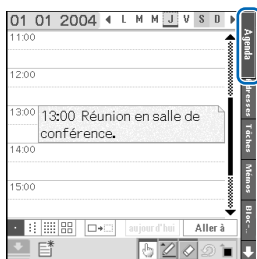 01 01 2004 L M M J V S D
Agenda
11:00
12:00
13:00
13:00 Réunion en salle de
conférence.
14:00
15:00
dresses
Tâches
Mémos
Bloc-..
aujourd'hui
Aller à